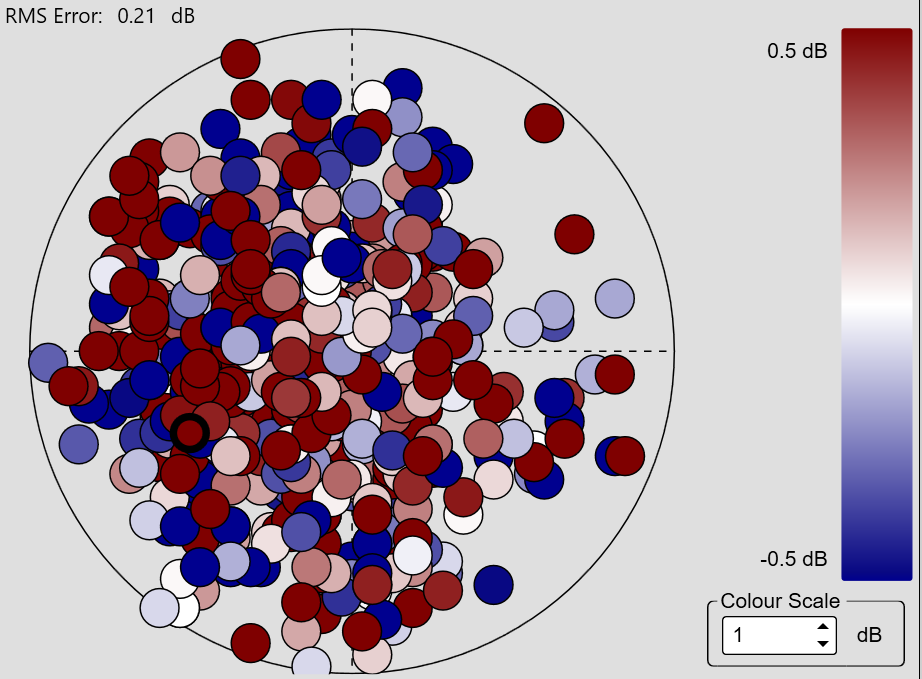 RMS Error: 0.21 dB
0.5 dB
-0.5 dB
Colour Scale
1 dB